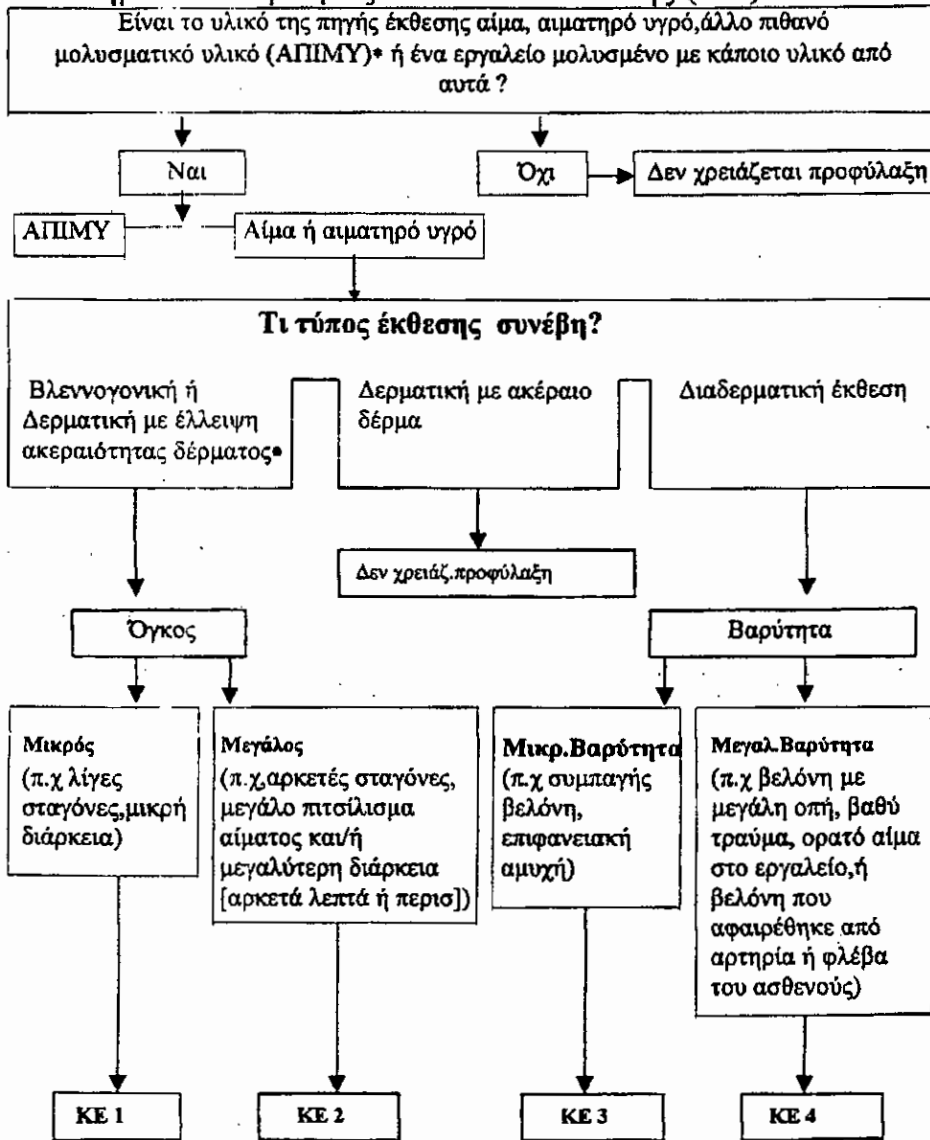 Είναι το υλικό της πηγής έκθεσης αίμα, αιματηρό υγρό,άλλο πιθανό
μολυσματικό υλικό (ΑΠΙΜΥ)* ή ένα εργαλείο μολυσμένο με κάποιο υλικό από
αυτά ?
Ναι
Όχι
Δεν χρειάζεται προφύλαξη
ΑΠΙΜΥ
Αίμα ή αιματηρό υγρό
Τι τύπος έκθεσης συνέβη?
Βλεννογονική ή
Δερματική με έλλειψη
ακεραιότητας δέρματος•
Δερματική με ακέραιο
δέρμα
Διαδερματική έκθεση
Δεν χρειάζ.προφύλαξη
Όγκος
Βαρύτητα
Μικρός
(π.χ λίγες
σταγόνες,μικρή
διάρκεια)
Μεγάλος
(π.χ,αρκετές σταγόνες,
μεγάλο πιτσίλισμα
αίματος και/ή
μεγαλύτερη διάρκεια
[αρκετά λεπτά ή περισ])
Μικρ.Βαρύτητα
(π.χ συμπαγής
βελόνη,
επιφανειακή
αμυχή)
Μεγαλ.Βαρύτητα
(π.χ βελόνη με
μεγάλη οπή, βαθύ
τραύμα, ορατό αίμα
στο εργαλείο,ή
βελόνη που
αφαιρέθηκε από
αρτηρία ή φλέβα
του ασθενούς)
ΚΕ 1
ΚΕ 2
ΚΕ 3
ΚΕ 4